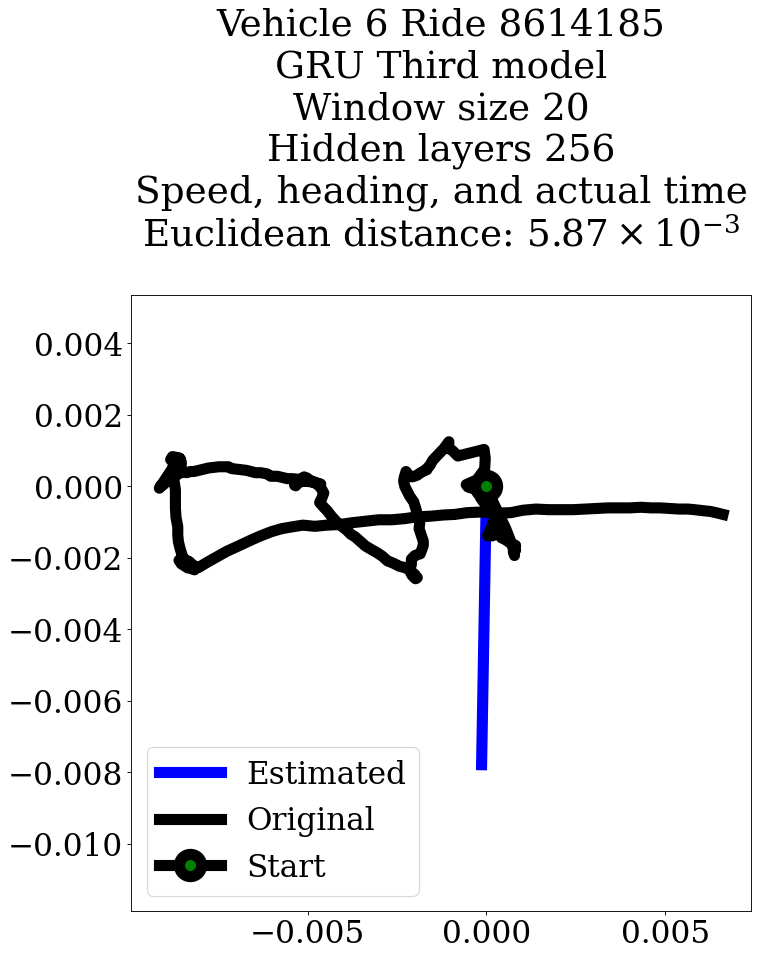 Vehicle 6 Ride 8614185
GRU Third model
Window size 20
Hidden layers 256
Speed, heading, and actual time
Euclidean distance: 5.87 × 10⁻³
0.004
0.002
0.000
−0.002
−0.004
−0.006
−0.008
−0.010
Estimated
Original
Start
−0.005
0.000
0.005